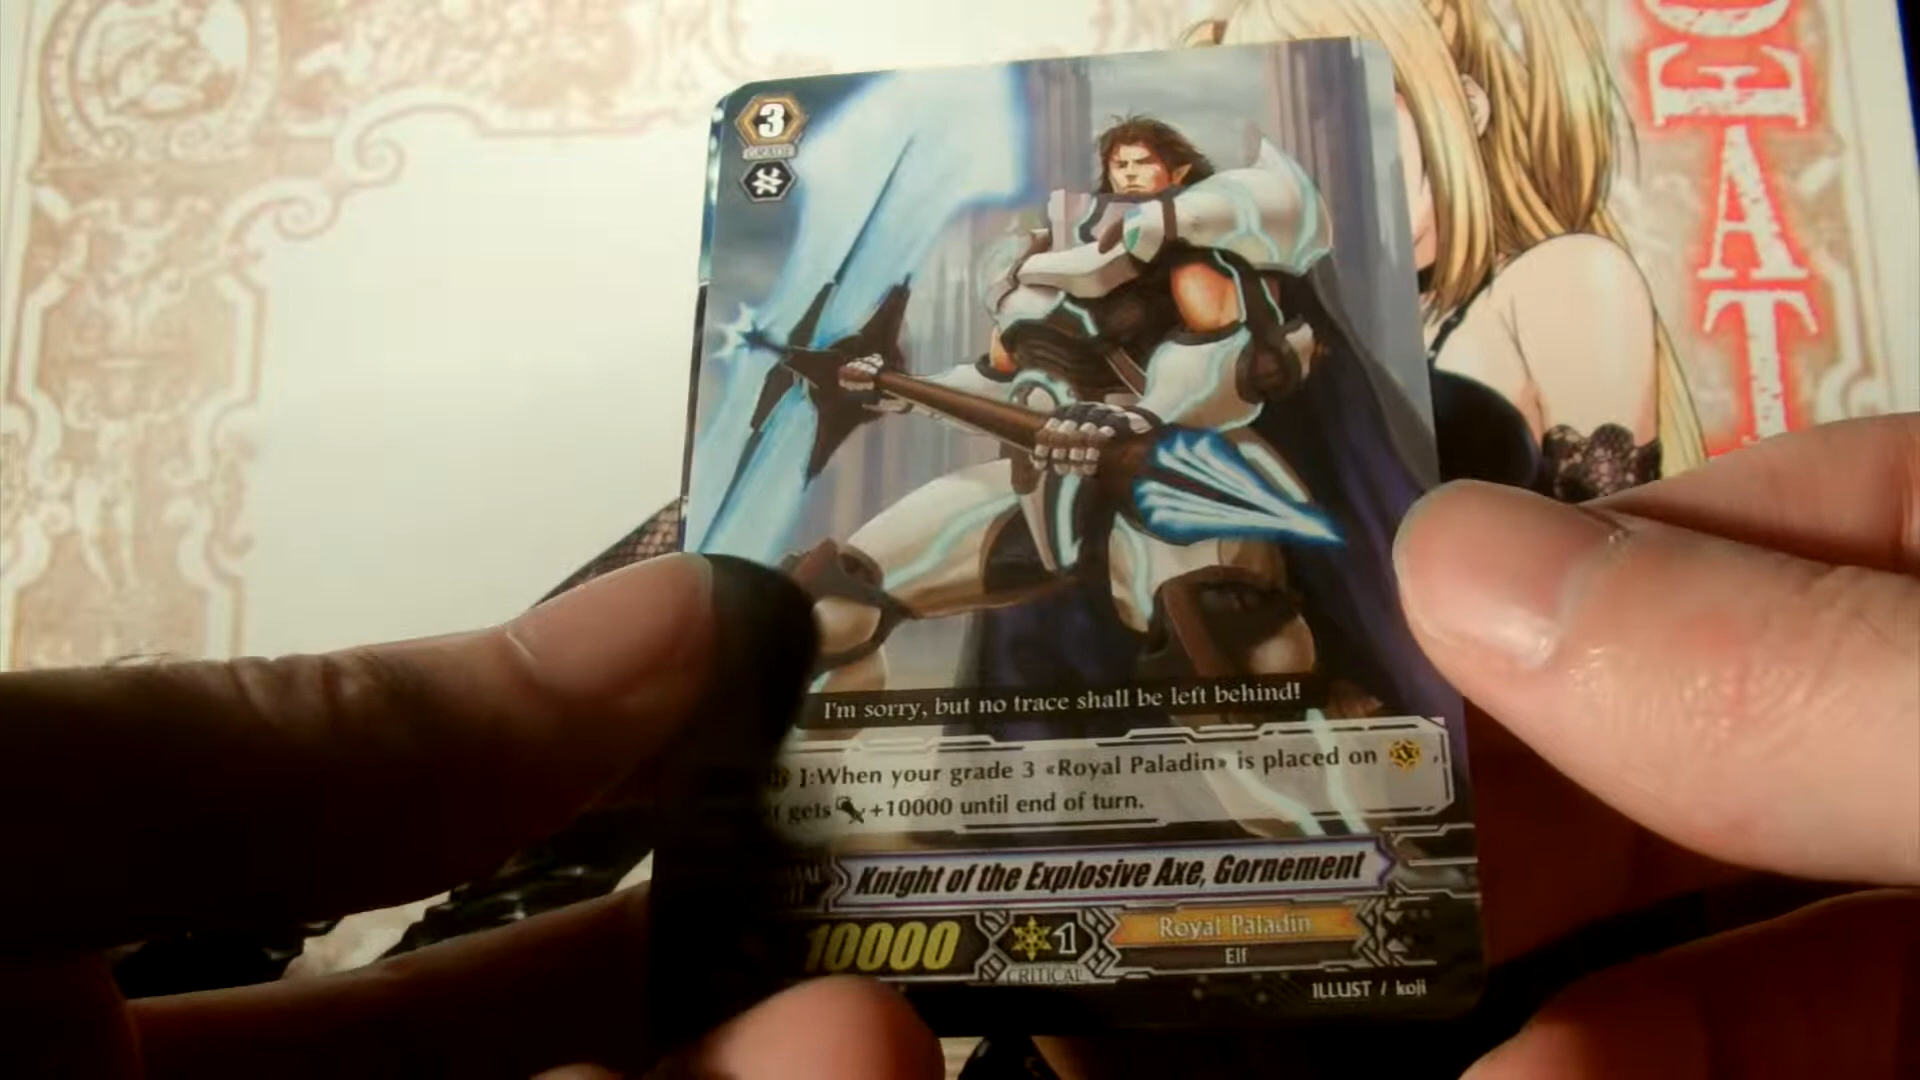 3
GRADE
I'm sorry, but no trace shall be left behind!
]:When your grade 3 «Royal Paladin» is placed on ,
gets +10000 until end of turn.
Knight of the Explosive Axe, Gornement
10000
1
CRITICAL
Royal Paladin
Elf
ILLUST / koji
EAT